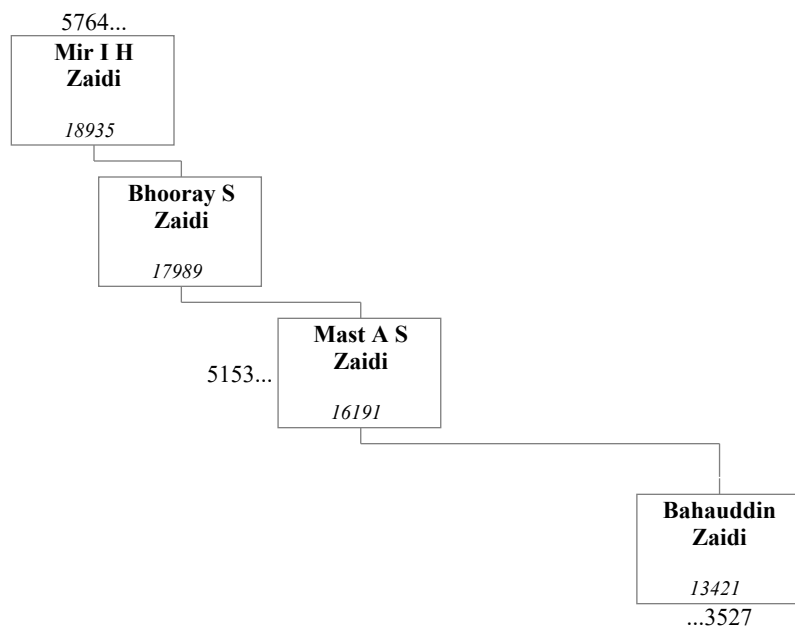 5764...
Mir I H
Zaidi
18935
Bhooray S
Zaidi
17989
Mast A S
Zaidi
5153...
16191
Bahauddin
Zaidi
13421
...3527